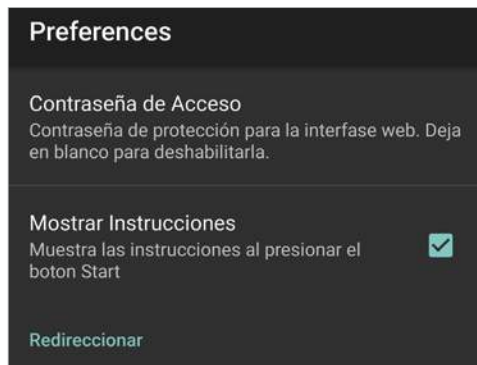 Preferences
Contraseña de Acceso
Contraseña de protección para la interfase web. Deja
en blanco para deshabilitarla.
Mostrar Instrucciones
Muestra las instrucciones al presionar el
boton Start
Redireccionar